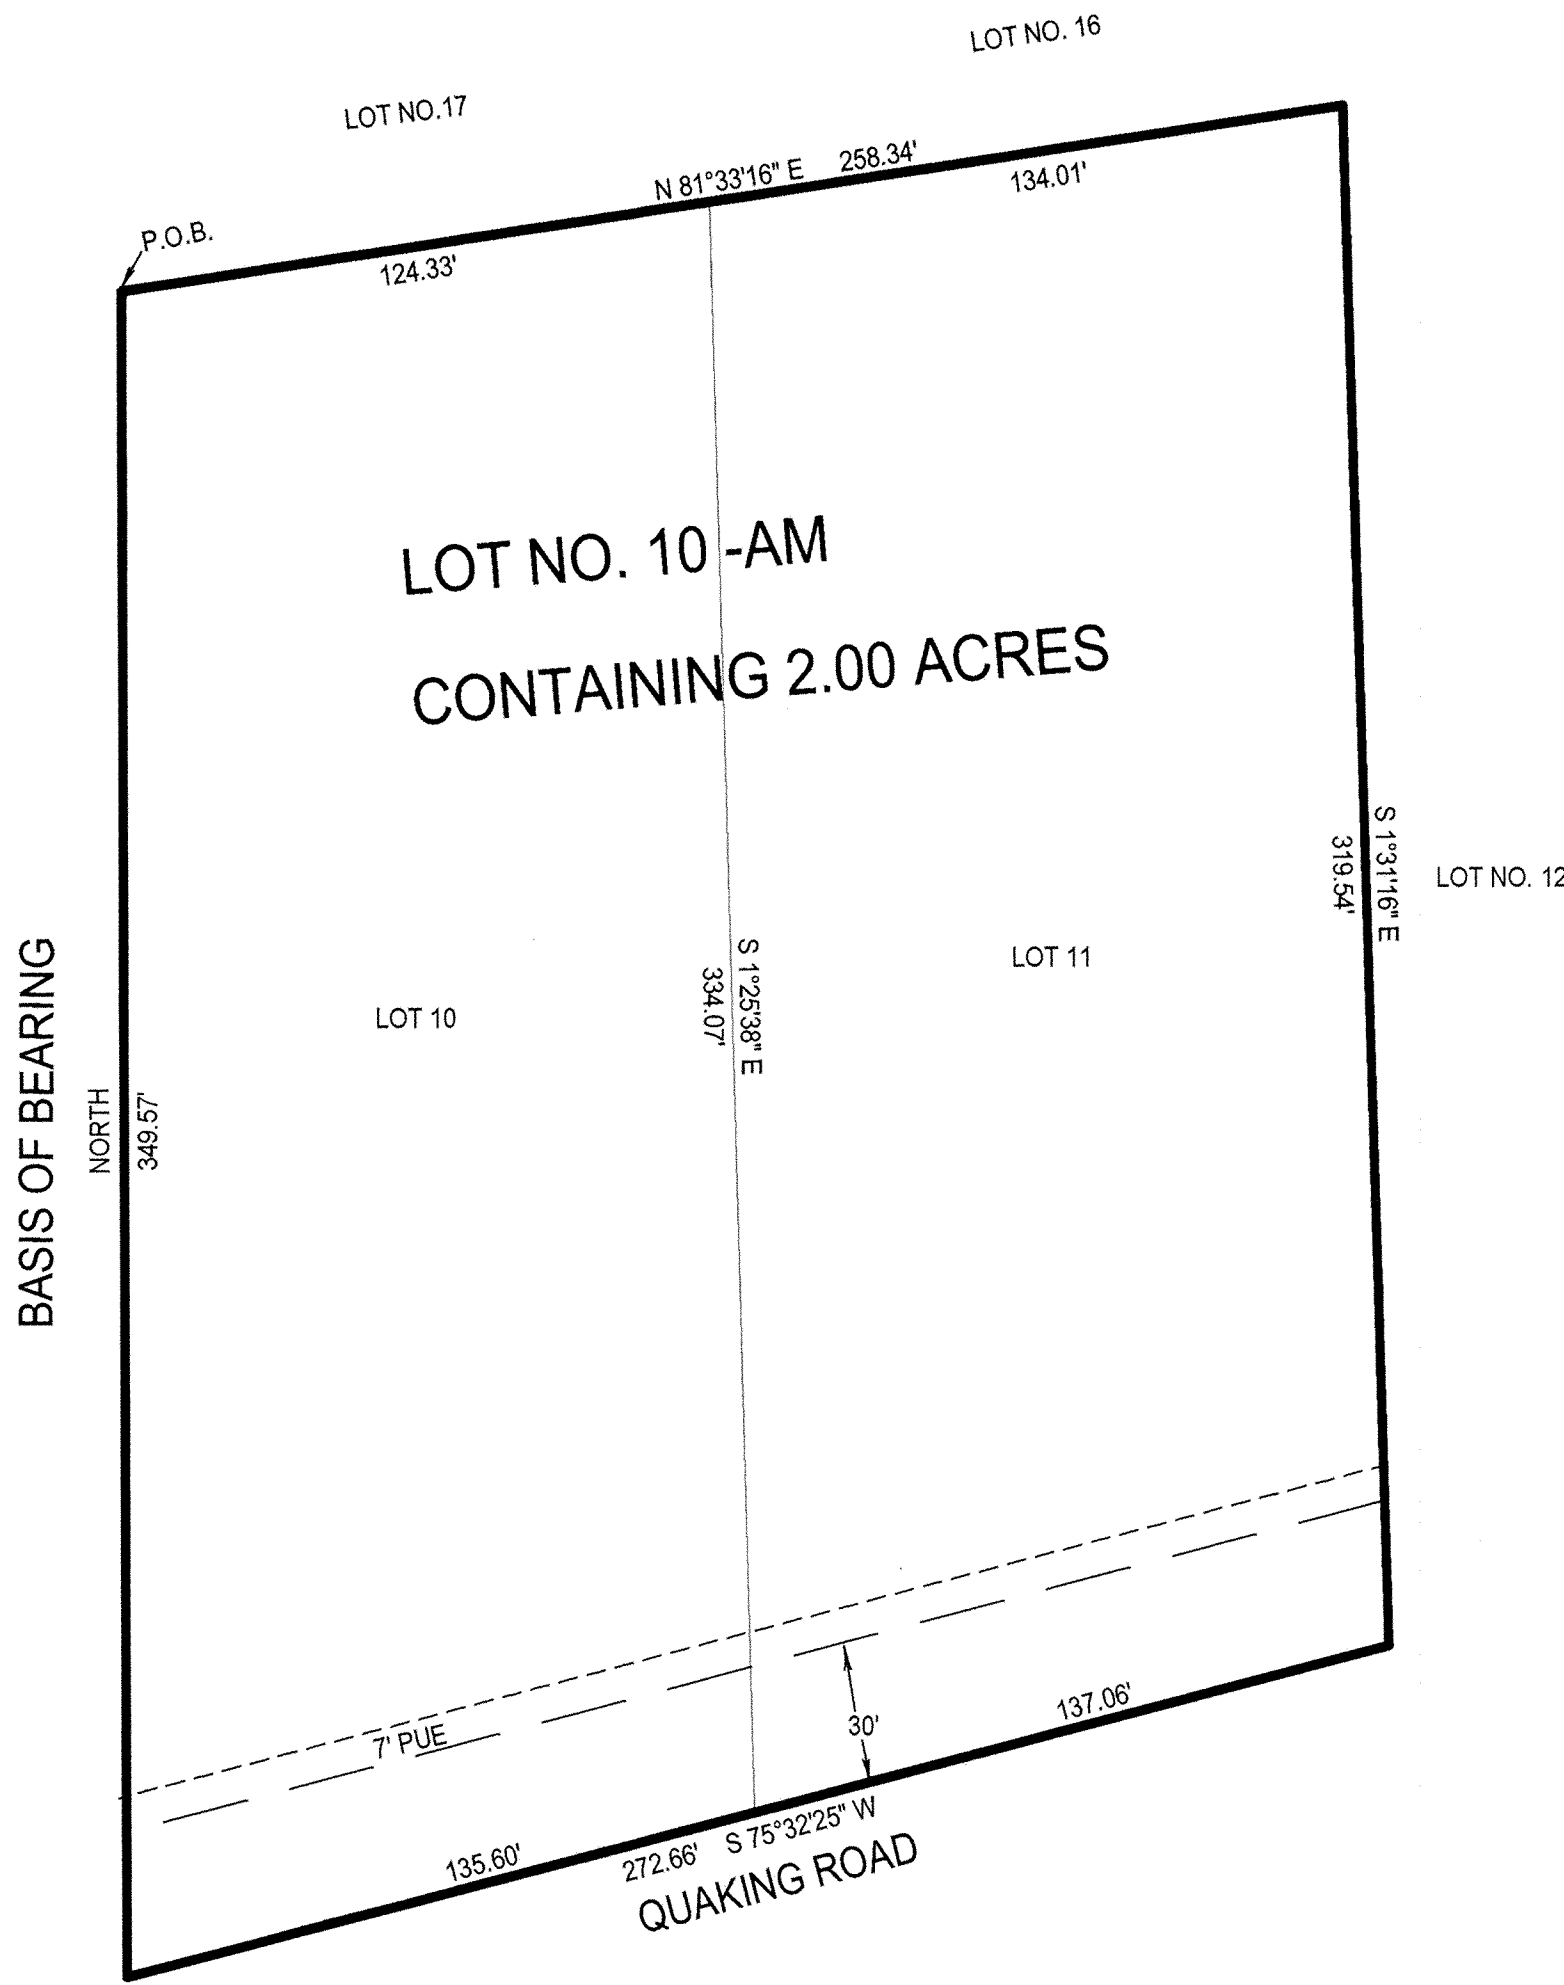 LOT NO. 16
LOT NO.17
N 81°33'16" E 258.34'
134.01'
P.O.B.
124.33'
LOT NO. 10 -AM
CONTAINING 2.00 ACRES
S 1°31'16" E
319.54'
LOT NO. 12
BASIS OF BEARING
NORTH
349.57'
LOT 10
S 1°25'38" E
334.07'
LOT 11
7' PUE
30'
137.06'
135.60'
272.66' S 75°32'25" W
QUAKING ROAD